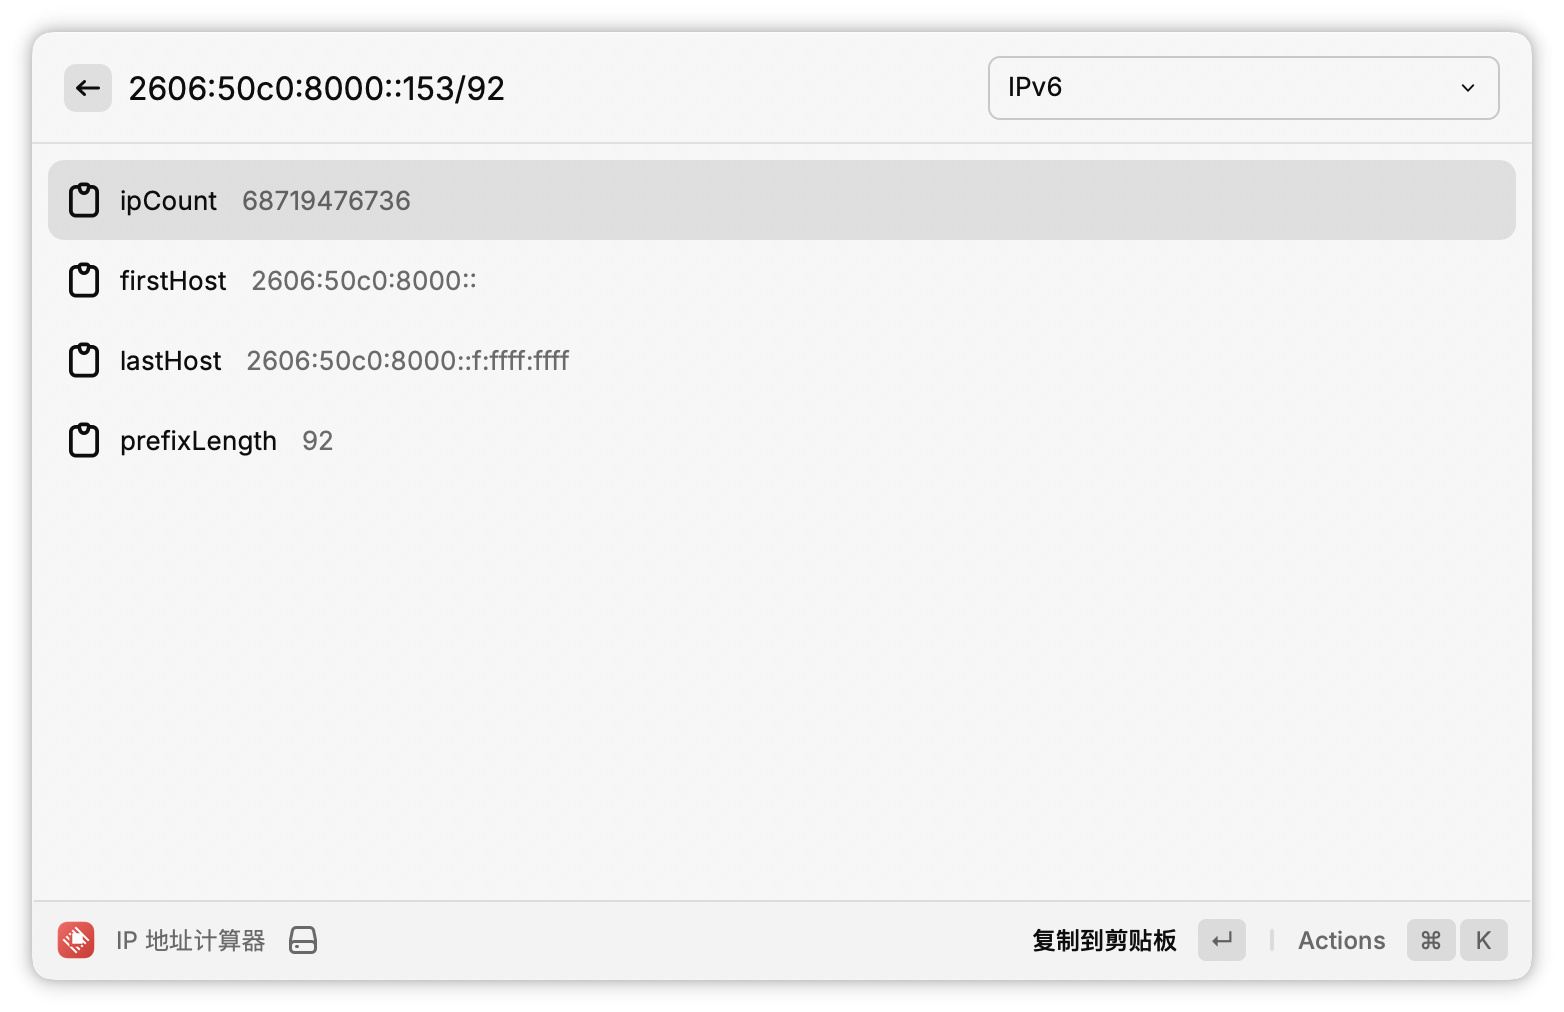 2606:50c0:8000::153/92
IPv6
ipCount 68719476736
firstHost 2606:50c0:8000::
lastHost 2606:50c0:8000::f:ffff:ffff
prefixLength 92
IP 地址计算器
复制到剪贴板 ↵ Actions ⌘ K